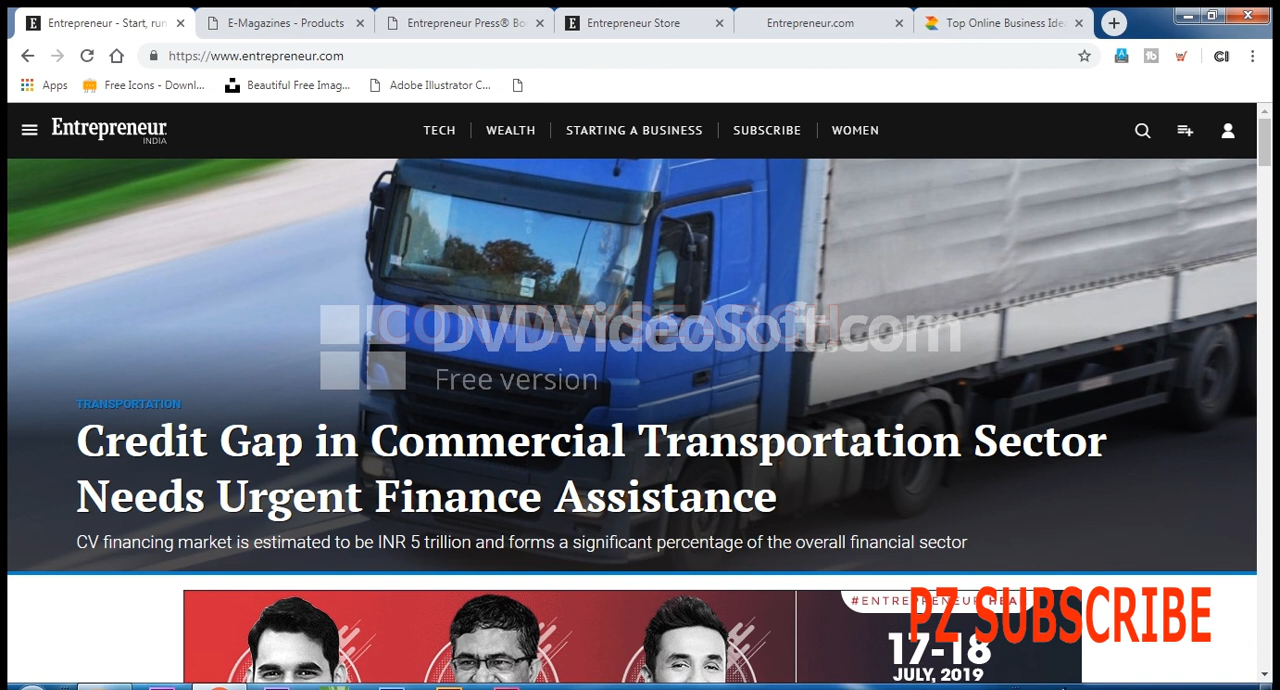 Entrepreneur - Start, run
E-Magazines - Products
Entrepreneur Press® Bo
Entrepreneur Store
Entrepreneur.com
Top Online Business Ide
https://www.entrepreneur.com
Apps
Free Icons - Downl...
Beautiful Free Imag...
Adobe Illustrator C...
Entrepreneur
INDIA
TECH
WEALTH
STARTING A BUSINESS
SUBSCRIBE
WOMEN
DVDVideoSoft.com
Free version
TRANSPORTATION
Credit Gap in Commercial Transportation Sector
Needs Urgent Finance Assistance
CV financing market is estimated to be INR 5 trillion and forms a significant percentage of the overall financial sector
PZ SUBSCRIBE
17-18
JULY, 2019